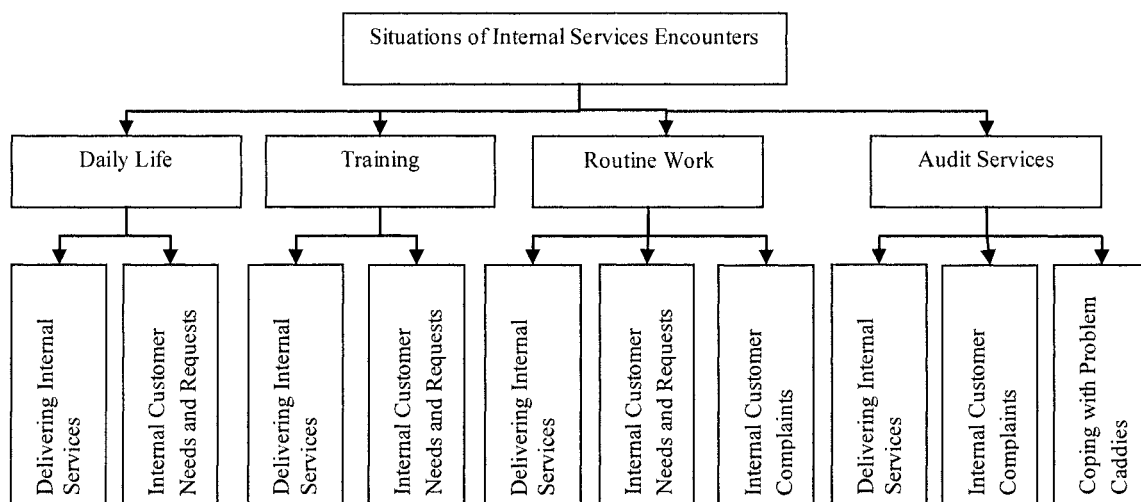 Situations of Internal Services Encounters
Daily Life
Training
Routine Work
Audit Services
Delivering Internal
Services
Internal Customer
Needs and Requests
Delivering Internal
Services
Internal Customer
Needs and Requests
Delivering Internal
Services
Internal Customer
Needs and Requests
Internal Customer
Complaints
Delivering Internal
Services
Internal Customer
Complaints
Coping with Problem
Caddies